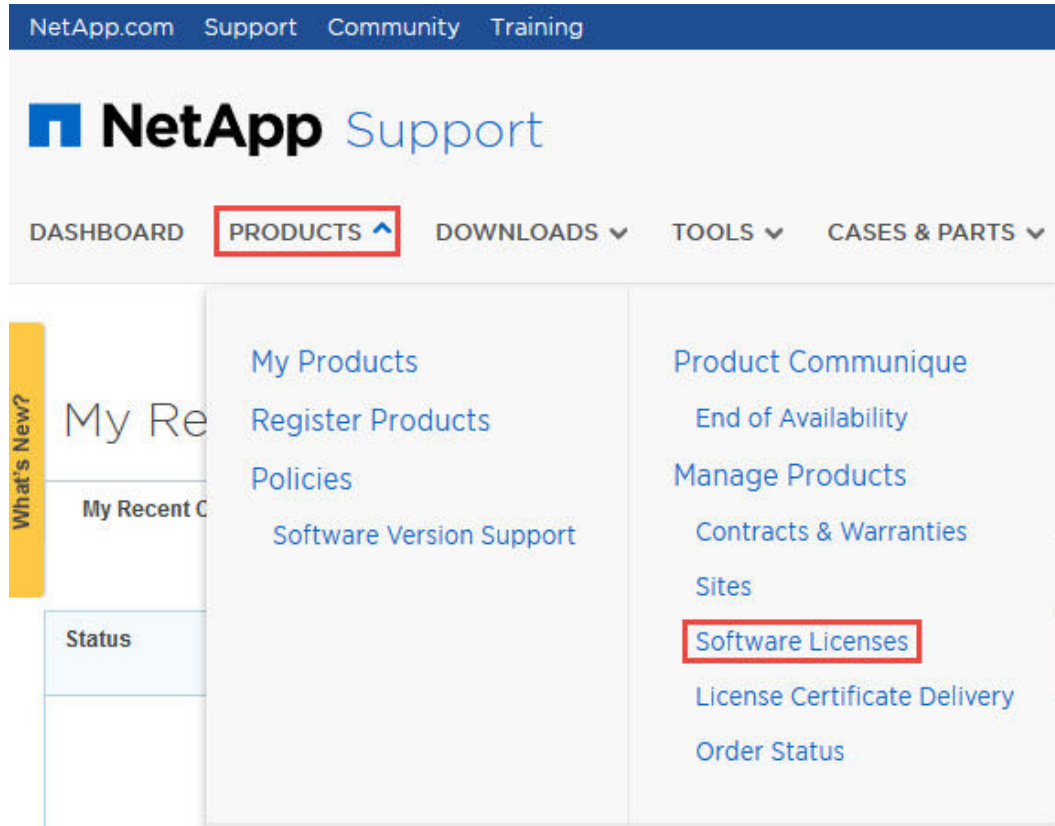 NetApp.com Support Community Training
NetApp Support
DASHBOARD PRODUCTS DOWNLOADS TOOLS CASES & PARTS
What's New?
My Re
My Recent
Status
My Products
Register Products
Policies
Software Version Support
Product Communique
End of Availability
Manage Products
Contracts & Warranties
Sites
Software Licenses
License Certificate Delivery
Order Status